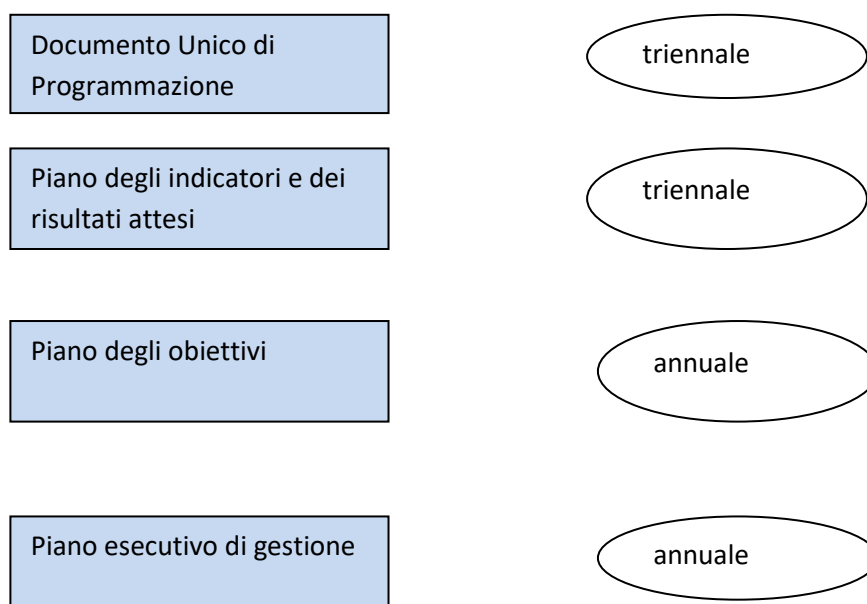 Documento Unico di
Programmazione
triennale
Piano degli indicatori e dei
risultati attesi
triennale
Piano degli obiettivi
annuale
Piano esecutivo di gestione
annuale